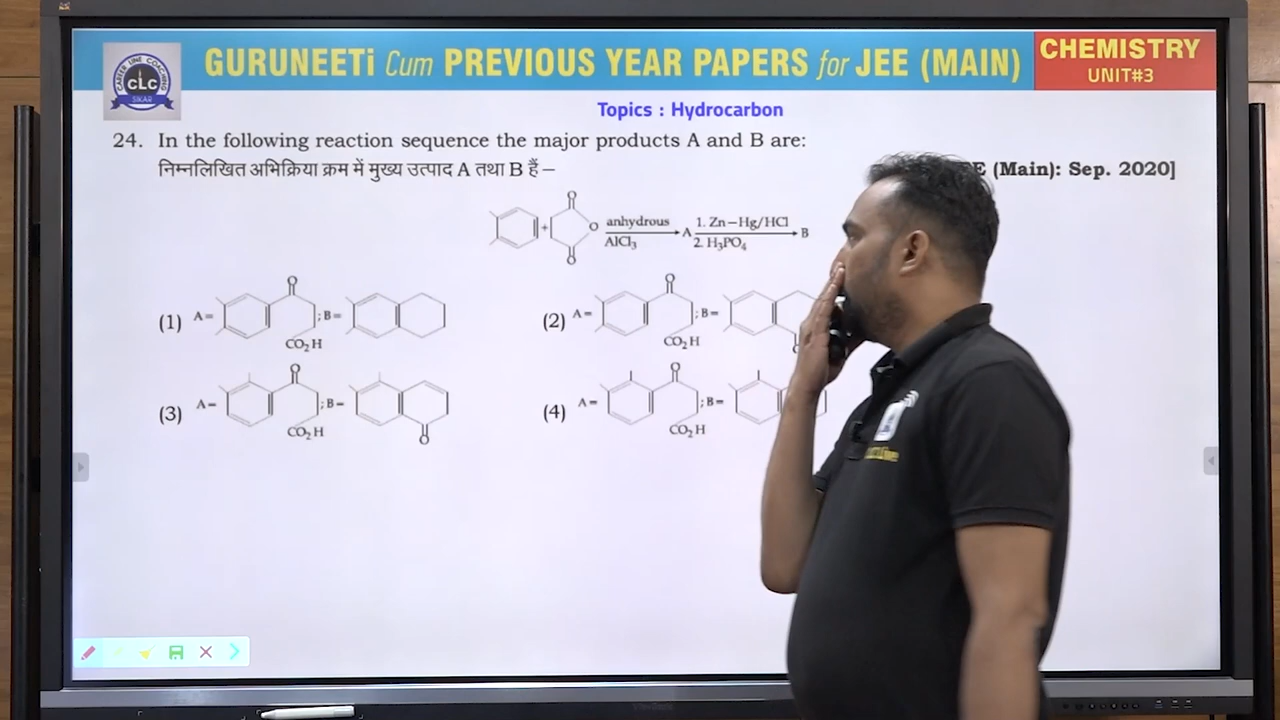 GURUNEETi Cum PREVIOUS YEAR PAPERS for JEE (MAIN)
CHEMISTRY
UNIT#3
CAREER LINE COACHING
CLC
SIKAR
Topics : Hydrocarbon
24. In the following reaction sequence the major products A and B are:
निम्नलिखित अभिक्रिया क्रम में मुख्य उत्पाद A तथा B हैं –
(Main): Sep. 2020]
O
+ O anhydrous AlCl3 A 1. Zn–Hg/HCl 2. H3PO4 B
O
(1) A= O CO2H ; B=
(2) A= O CO2H ; B=
(3) A– O CO2H ; B– O
(4) A= O CO2H ; B=